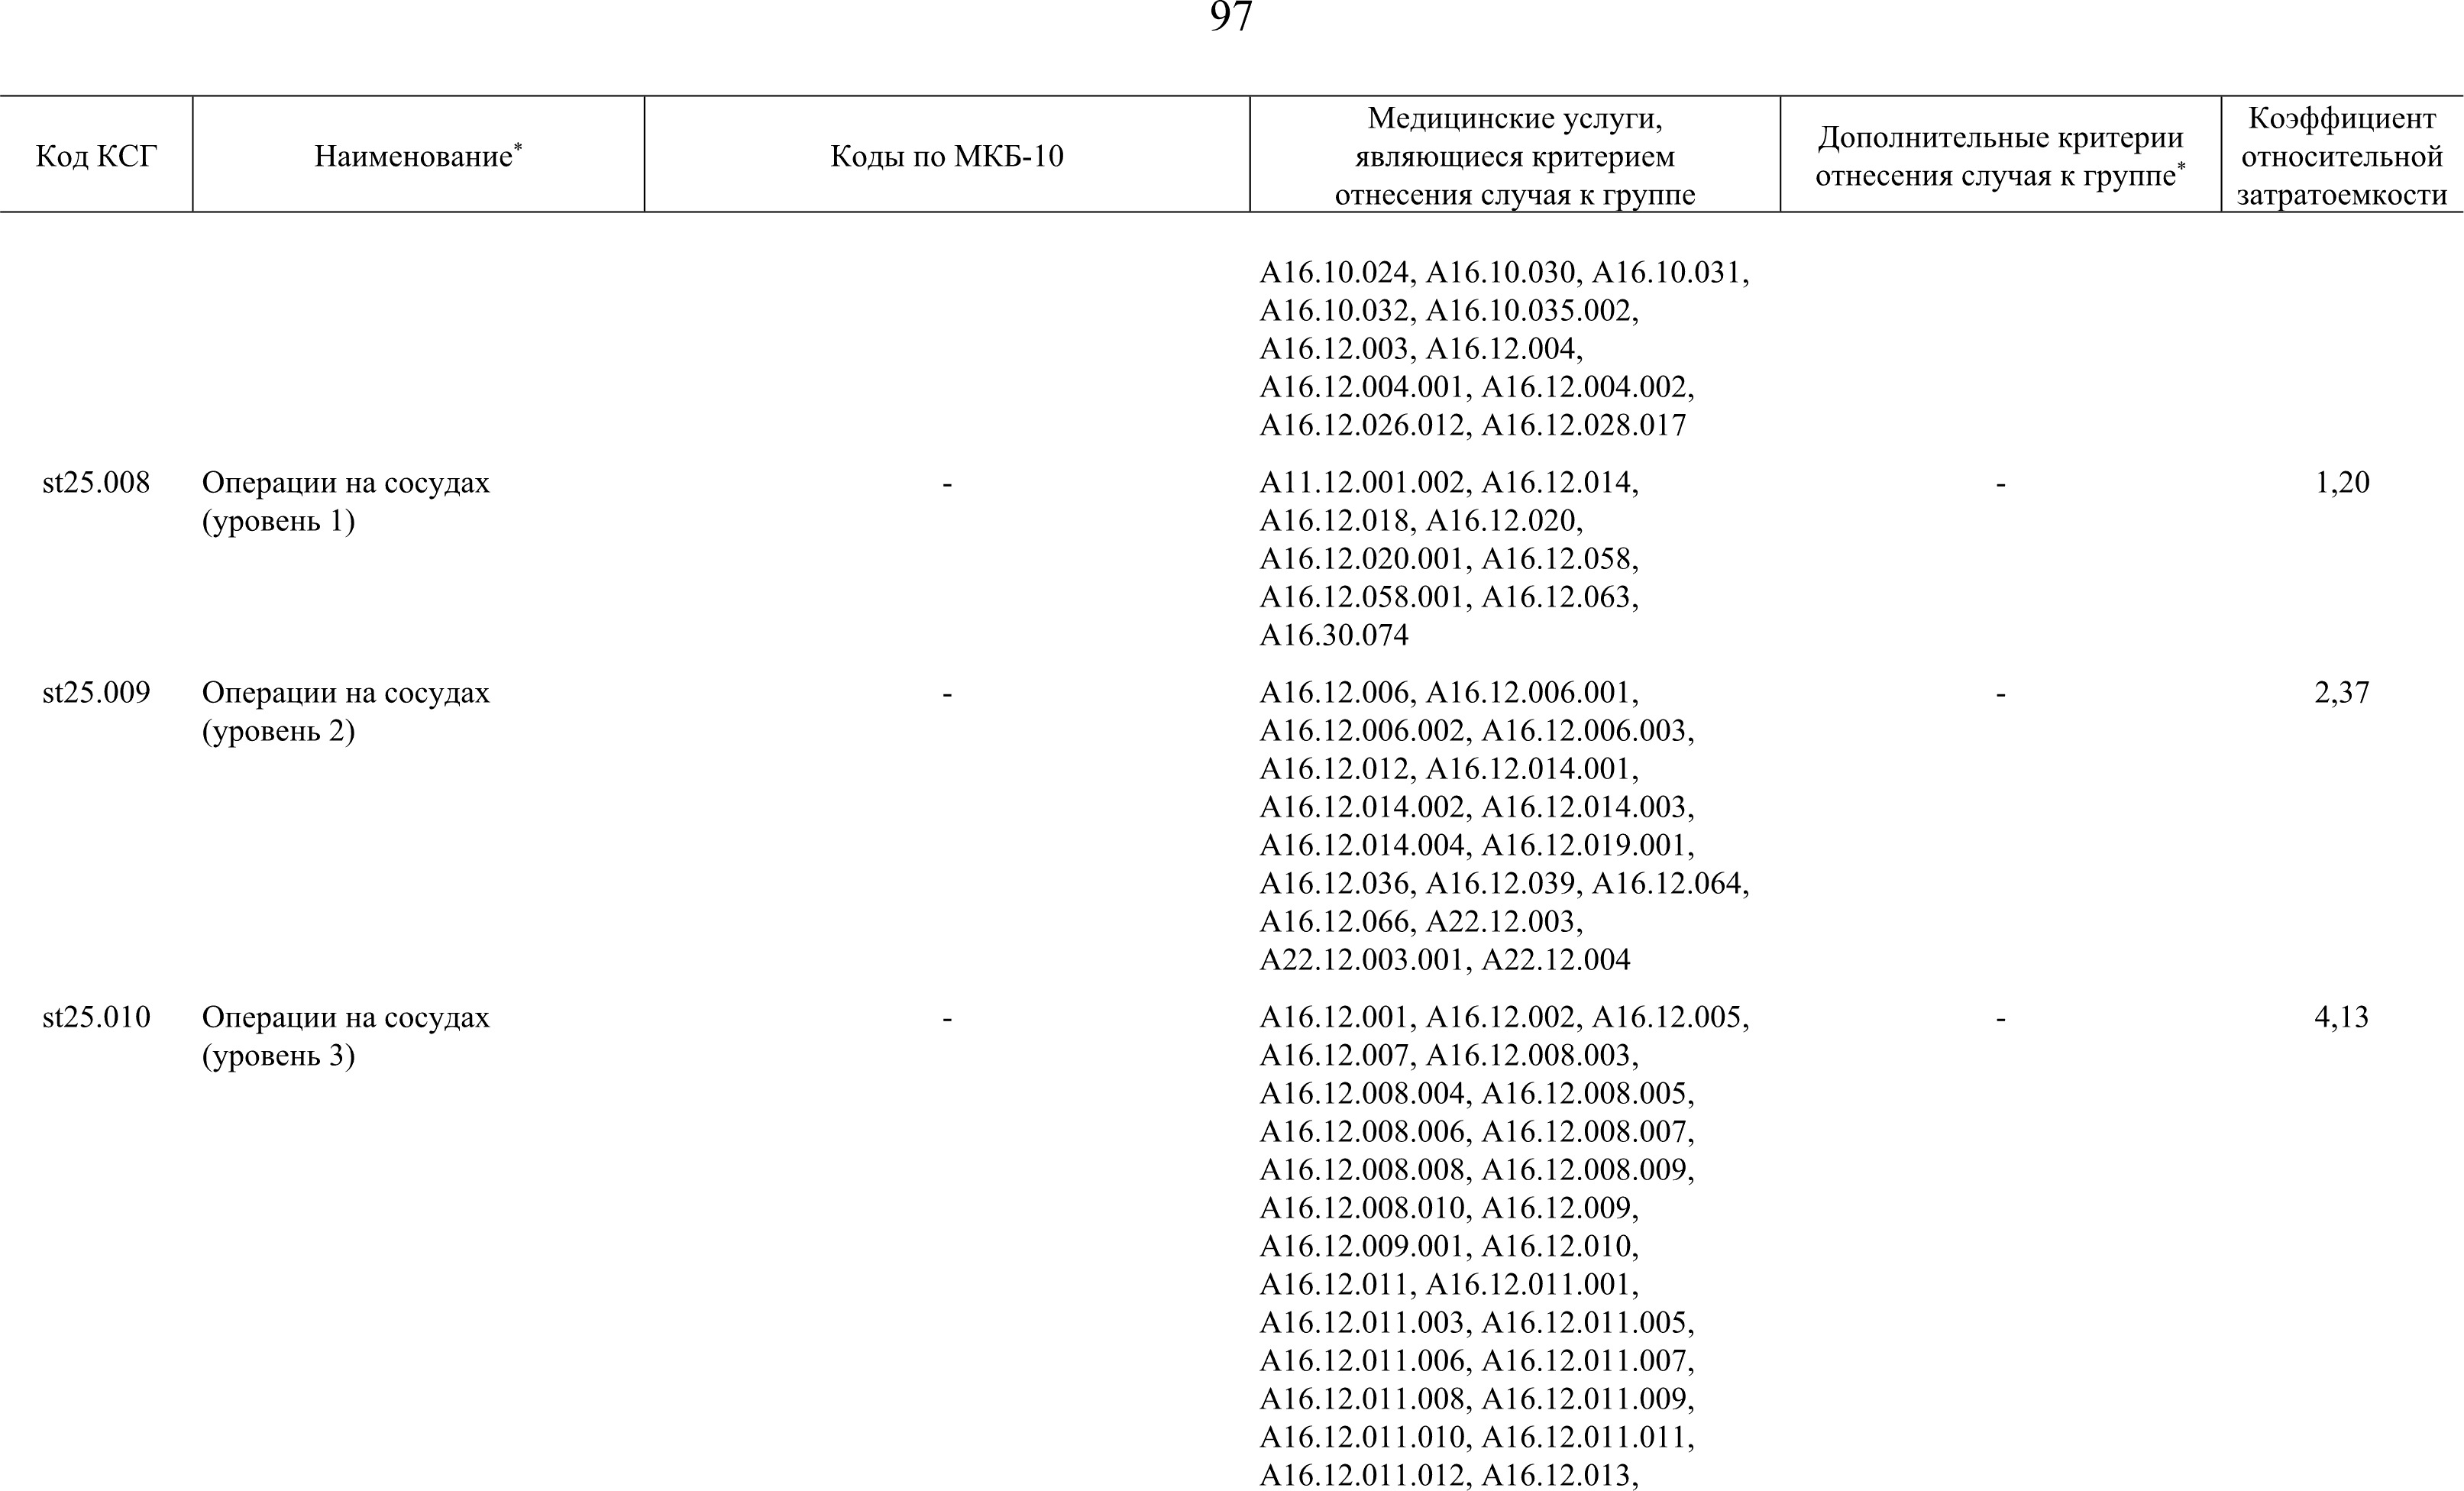 97
Код КСГ
Наименование*
Коды по МКБ-10
Медицинские услуги,
являющиеся критерием
отнесения случая к группе
Дополнительные критерии
отнесения случая к группе*
Коэффициент
относительной
затратоемкости
A16.10.024, A16.10.030, A16.10.031,
A16.10.032, A16.10.035.002,
A16.12.003, A16.12.004,
A16.12.004.001, A16.12.004.002,
A16.12.026.012, A16.12.028.017
st25.008 Операции на сосудах - A11.12.001.002, A16.12.014, - 1,20
(уровень 1) A16.12.018, A16.12.020,
A16.12.020.001, A16.12.058,
A16.12.058.001, A16.12.063,
A16.30.074
st25.009 Операции на сосудах - A16.12.006, A16.12.006.001, - 2,37
(уровень 2) A16.12.006.002, A16.12.006.003,
A16.12.012, A16.12.014.001,
A16.12.014.002, A16.12.014.003,
A16.12.014.004, A16.12.019.001,
A16.12.036, A16.12.039, A16.12.064,
A16.12.066, A22.12.003,
A22.12.003.001, A22.12.004
st25.010 Операции на сосудах - A16.12.001, A16.12.002, A16.12.005, - 4,13
(уровень 3) A16.12.007, A16.12.008.003,
A16.12.008.004, A16.12.008.005,
A16.12.008.006, A16.12.008.007,
A16.12.008.008, A16.12.008.009,
A16.12.008.010, A16.12.009,
A16.12.009.001, A16.12.010,
A16.12.011, A16.12.011.001,
A16.12.011.003, A16.12.011.005,
A16.12.011.006, A16.12.011.007,
A16.12.011.008, A16.12.011.009,
A16.12.011.010, A16.12.011.011,
A16.12.011.012, A16.12.013,